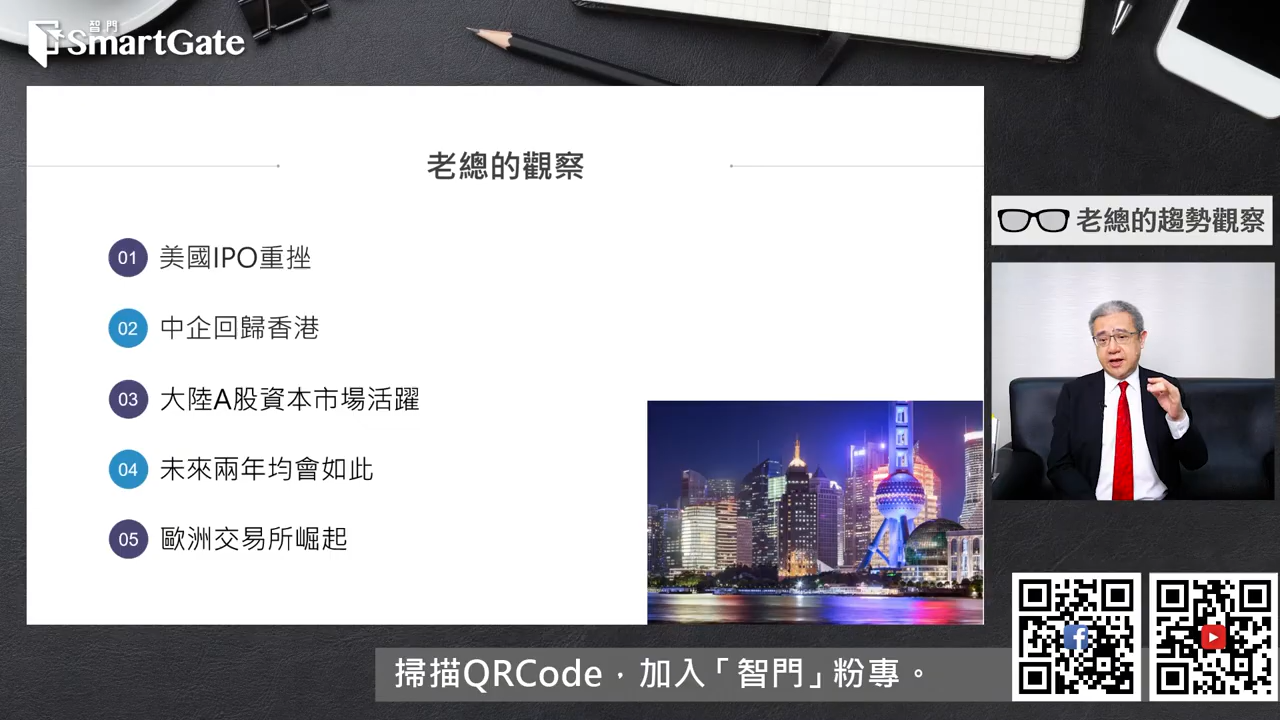 智門
SmartGate
老總的觀察
01 美國IPO重挫
02 中企回歸香港
03 大陸A股資本市場活躍
04 未來兩年均會如此
05 歐洲交易所崛起
老總的趨勢觀察
掃描QRCode，加入「智門」粉專。